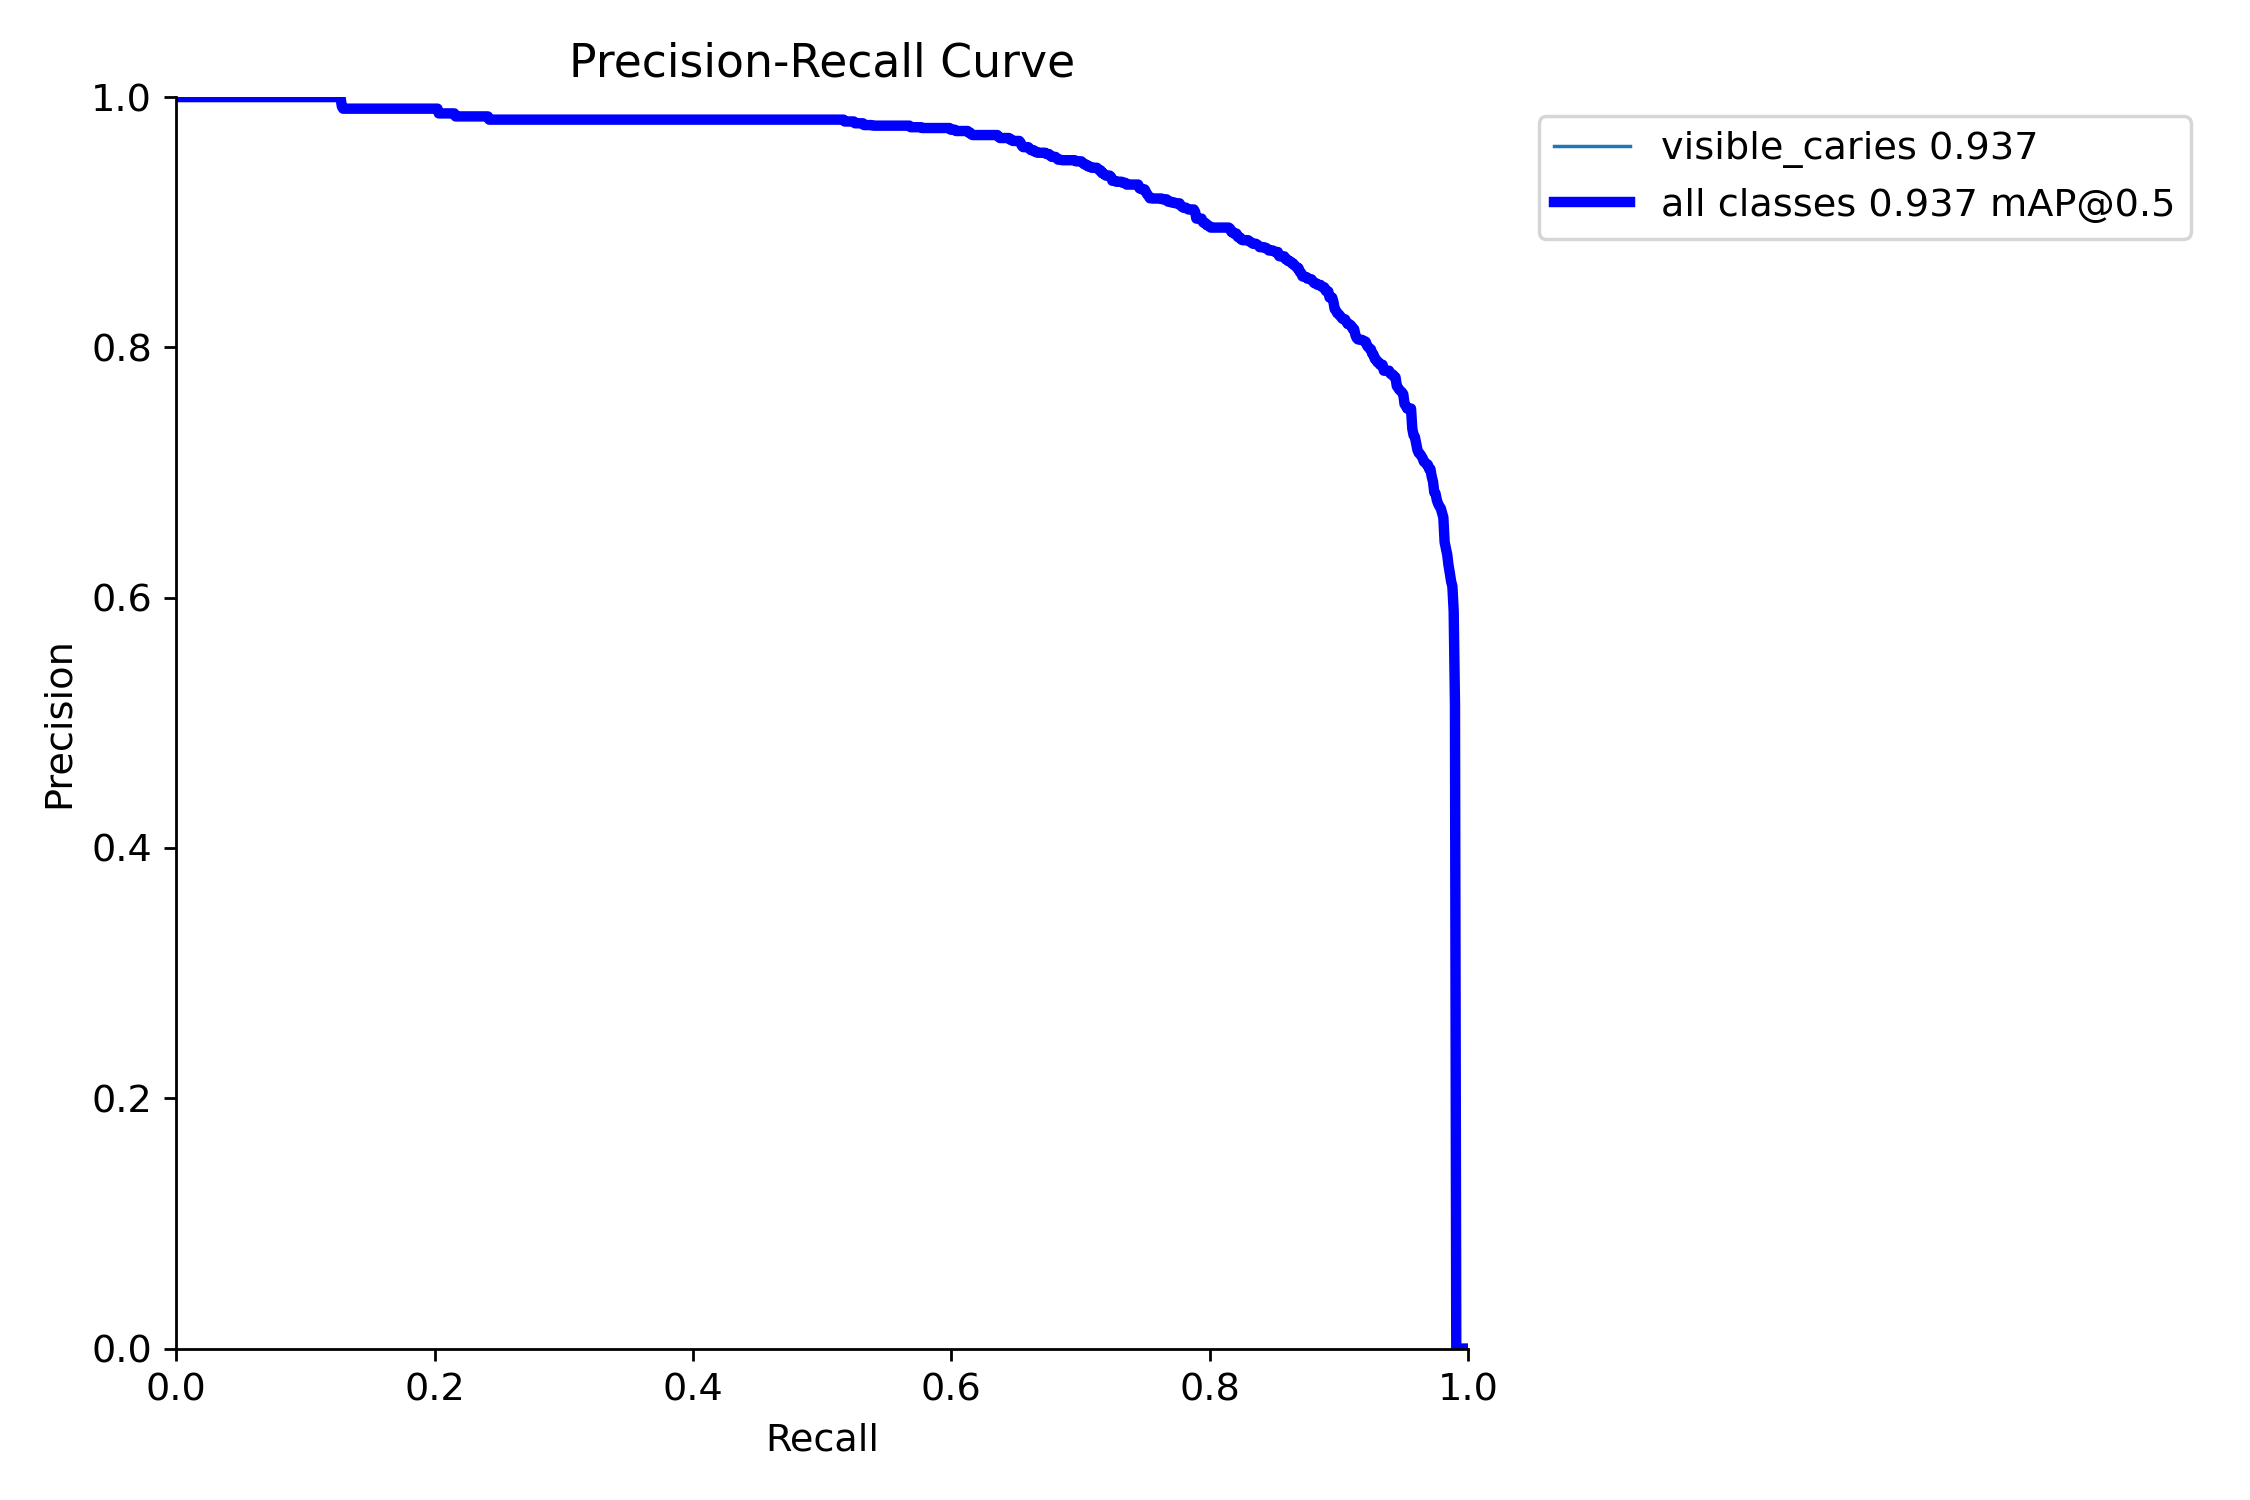 Precision-Recall Curve
1.0
0.8
0.6
0.4
0.2
0.0
Precision
0.0 0.2 0.4 0.6 0.8 1.0
Recall
visible_caries 0.937
all classes 0.937 mAP@0.5